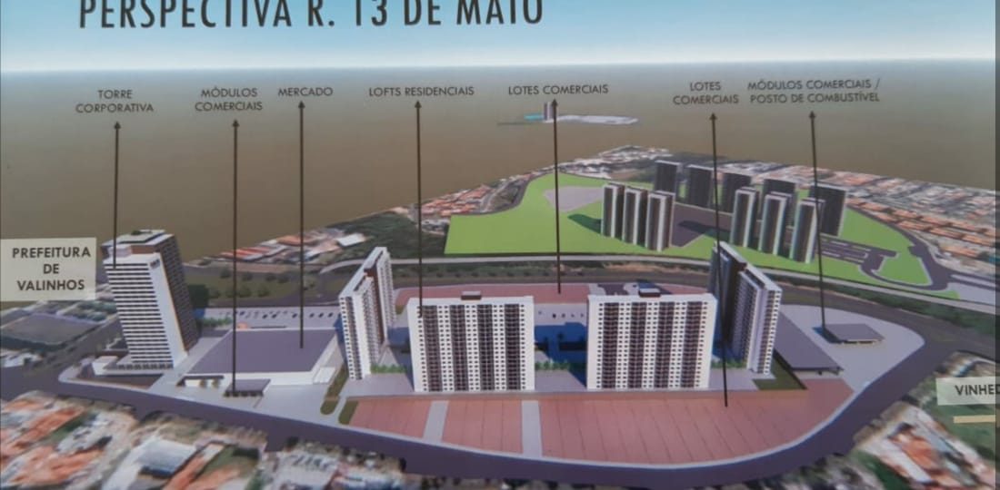 PERSPECTIVA R. 13 DE MAIO
TORRE
CORPORATIVA
MÓDULOS
COMERCIAIS
MERCADO
LOFTS RESIDENCIAIS
LOTES COMERCIAIS
LOTES
COMERCIAIS
MÓDULOS COMERCIAIS /
POSTO DE COMBUSTÍVEL
PREFEITURA
DE
VALINHOS
VINHED